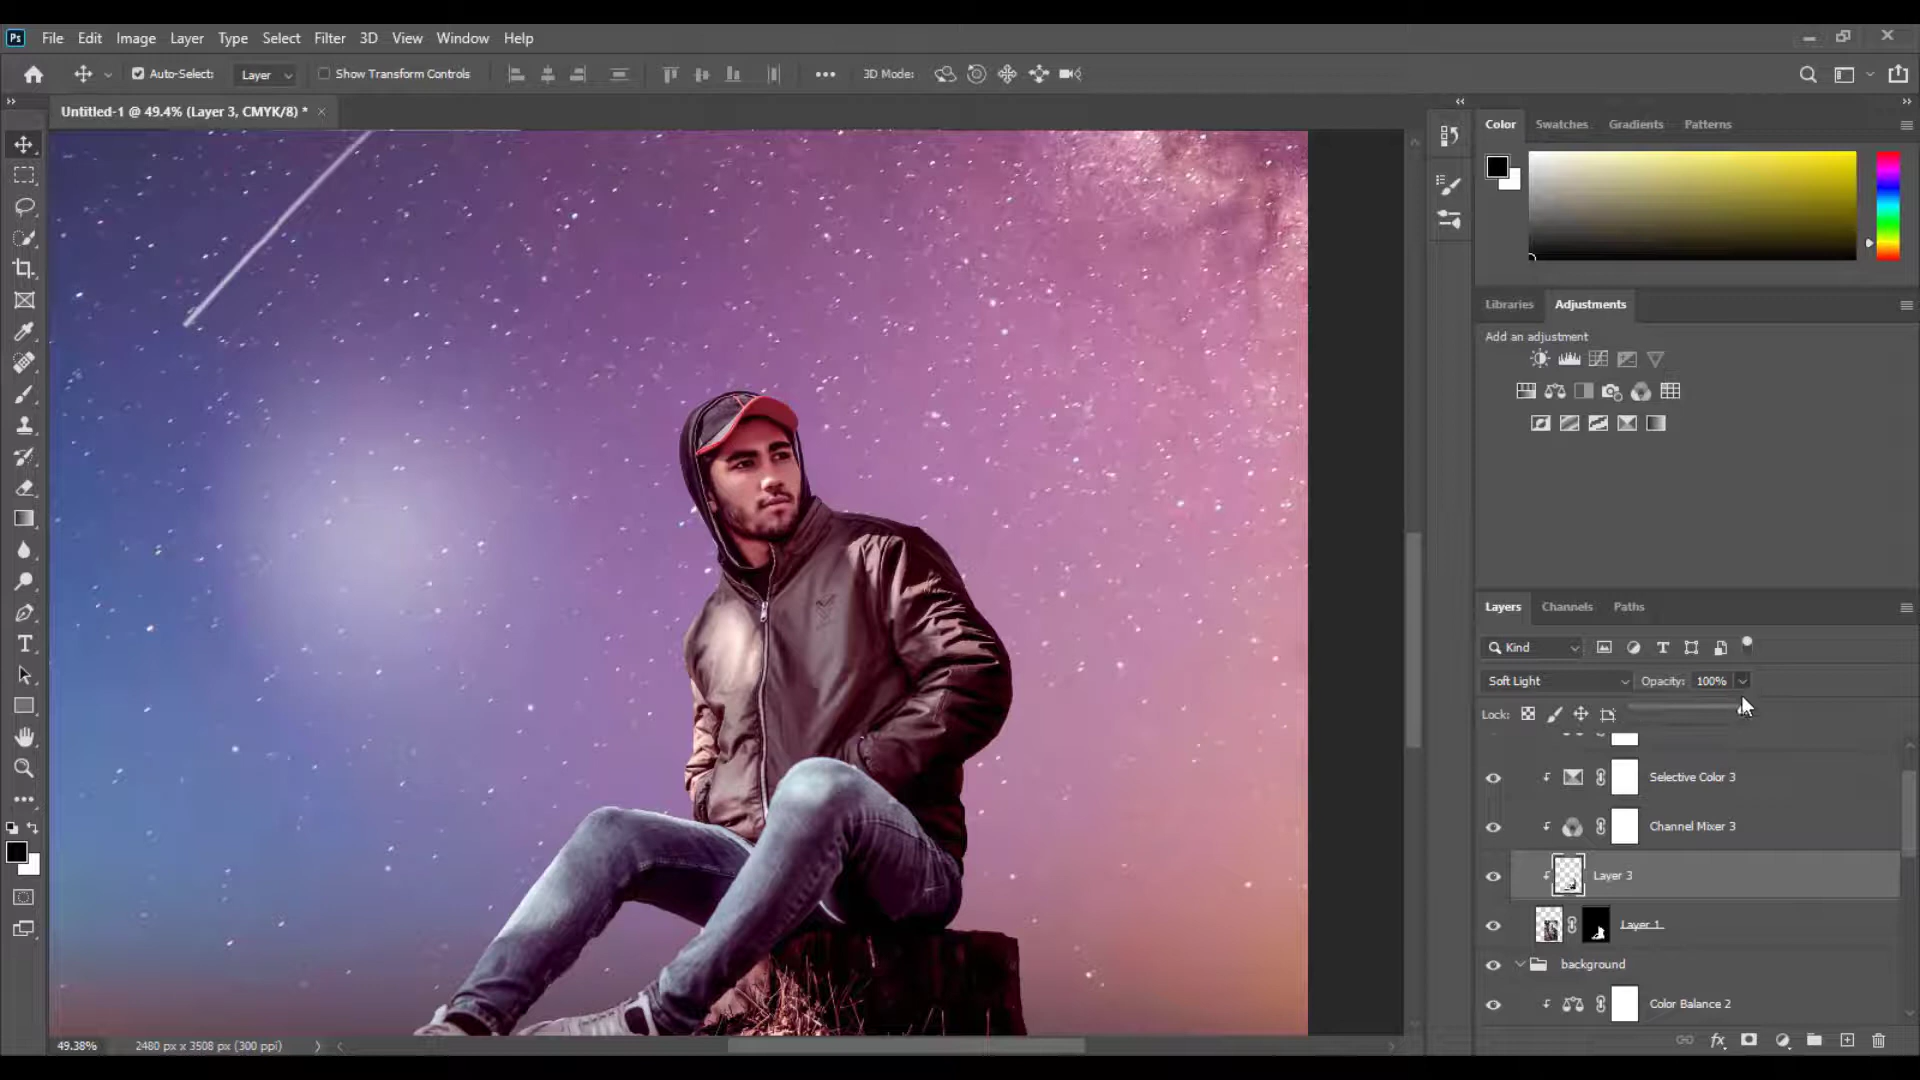 Ps File Edit Image Layer Type Select Filter 3D View Window Help
Auto-Select: Layer Show Transform Controls 3D Mode:
Untitled-1 @ 49.4% (Layer 3, CMYK/8) *
Color Swatches Gradients Patterns
Libraries Adjustments
Add an adjustment
Layers Channels Paths
Kind
Soft Light Opacity: 100%
Lock:
Selective Color 3
Channel Mixer 3
Layer 3
Layer 1
background
Color Balance 2
49.38% 2480 px x 3508 px (300 ppi)
fx